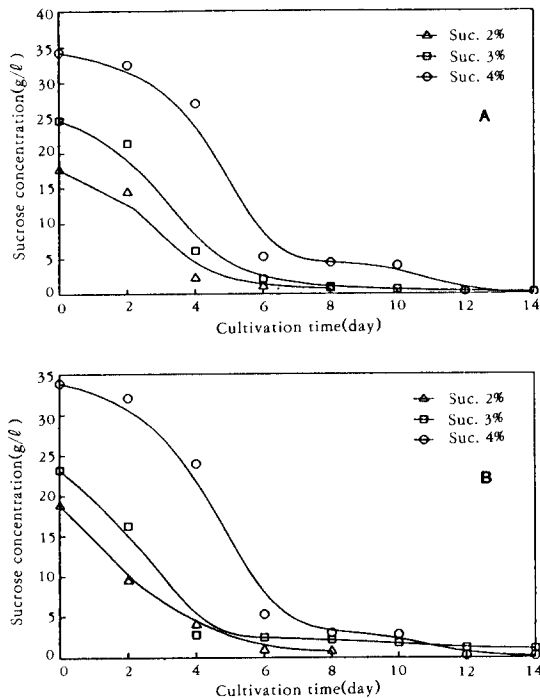 40
35
30
25
20
15
10
5
0
Sucrose concentration(g/ℓ)
Suc. 2%
Suc. 3%
Suc. 4%
A
0 2 4 6 8 10 12 14
Cultivation time(day)
35
30
25
20
15
10
5
0
Sucrose concentration(g/ℓ)
Suc. 2%
Suc. 3%
Suc. 4%
B
0 2 4 6 8 10 12 14
Cultivation time(day)